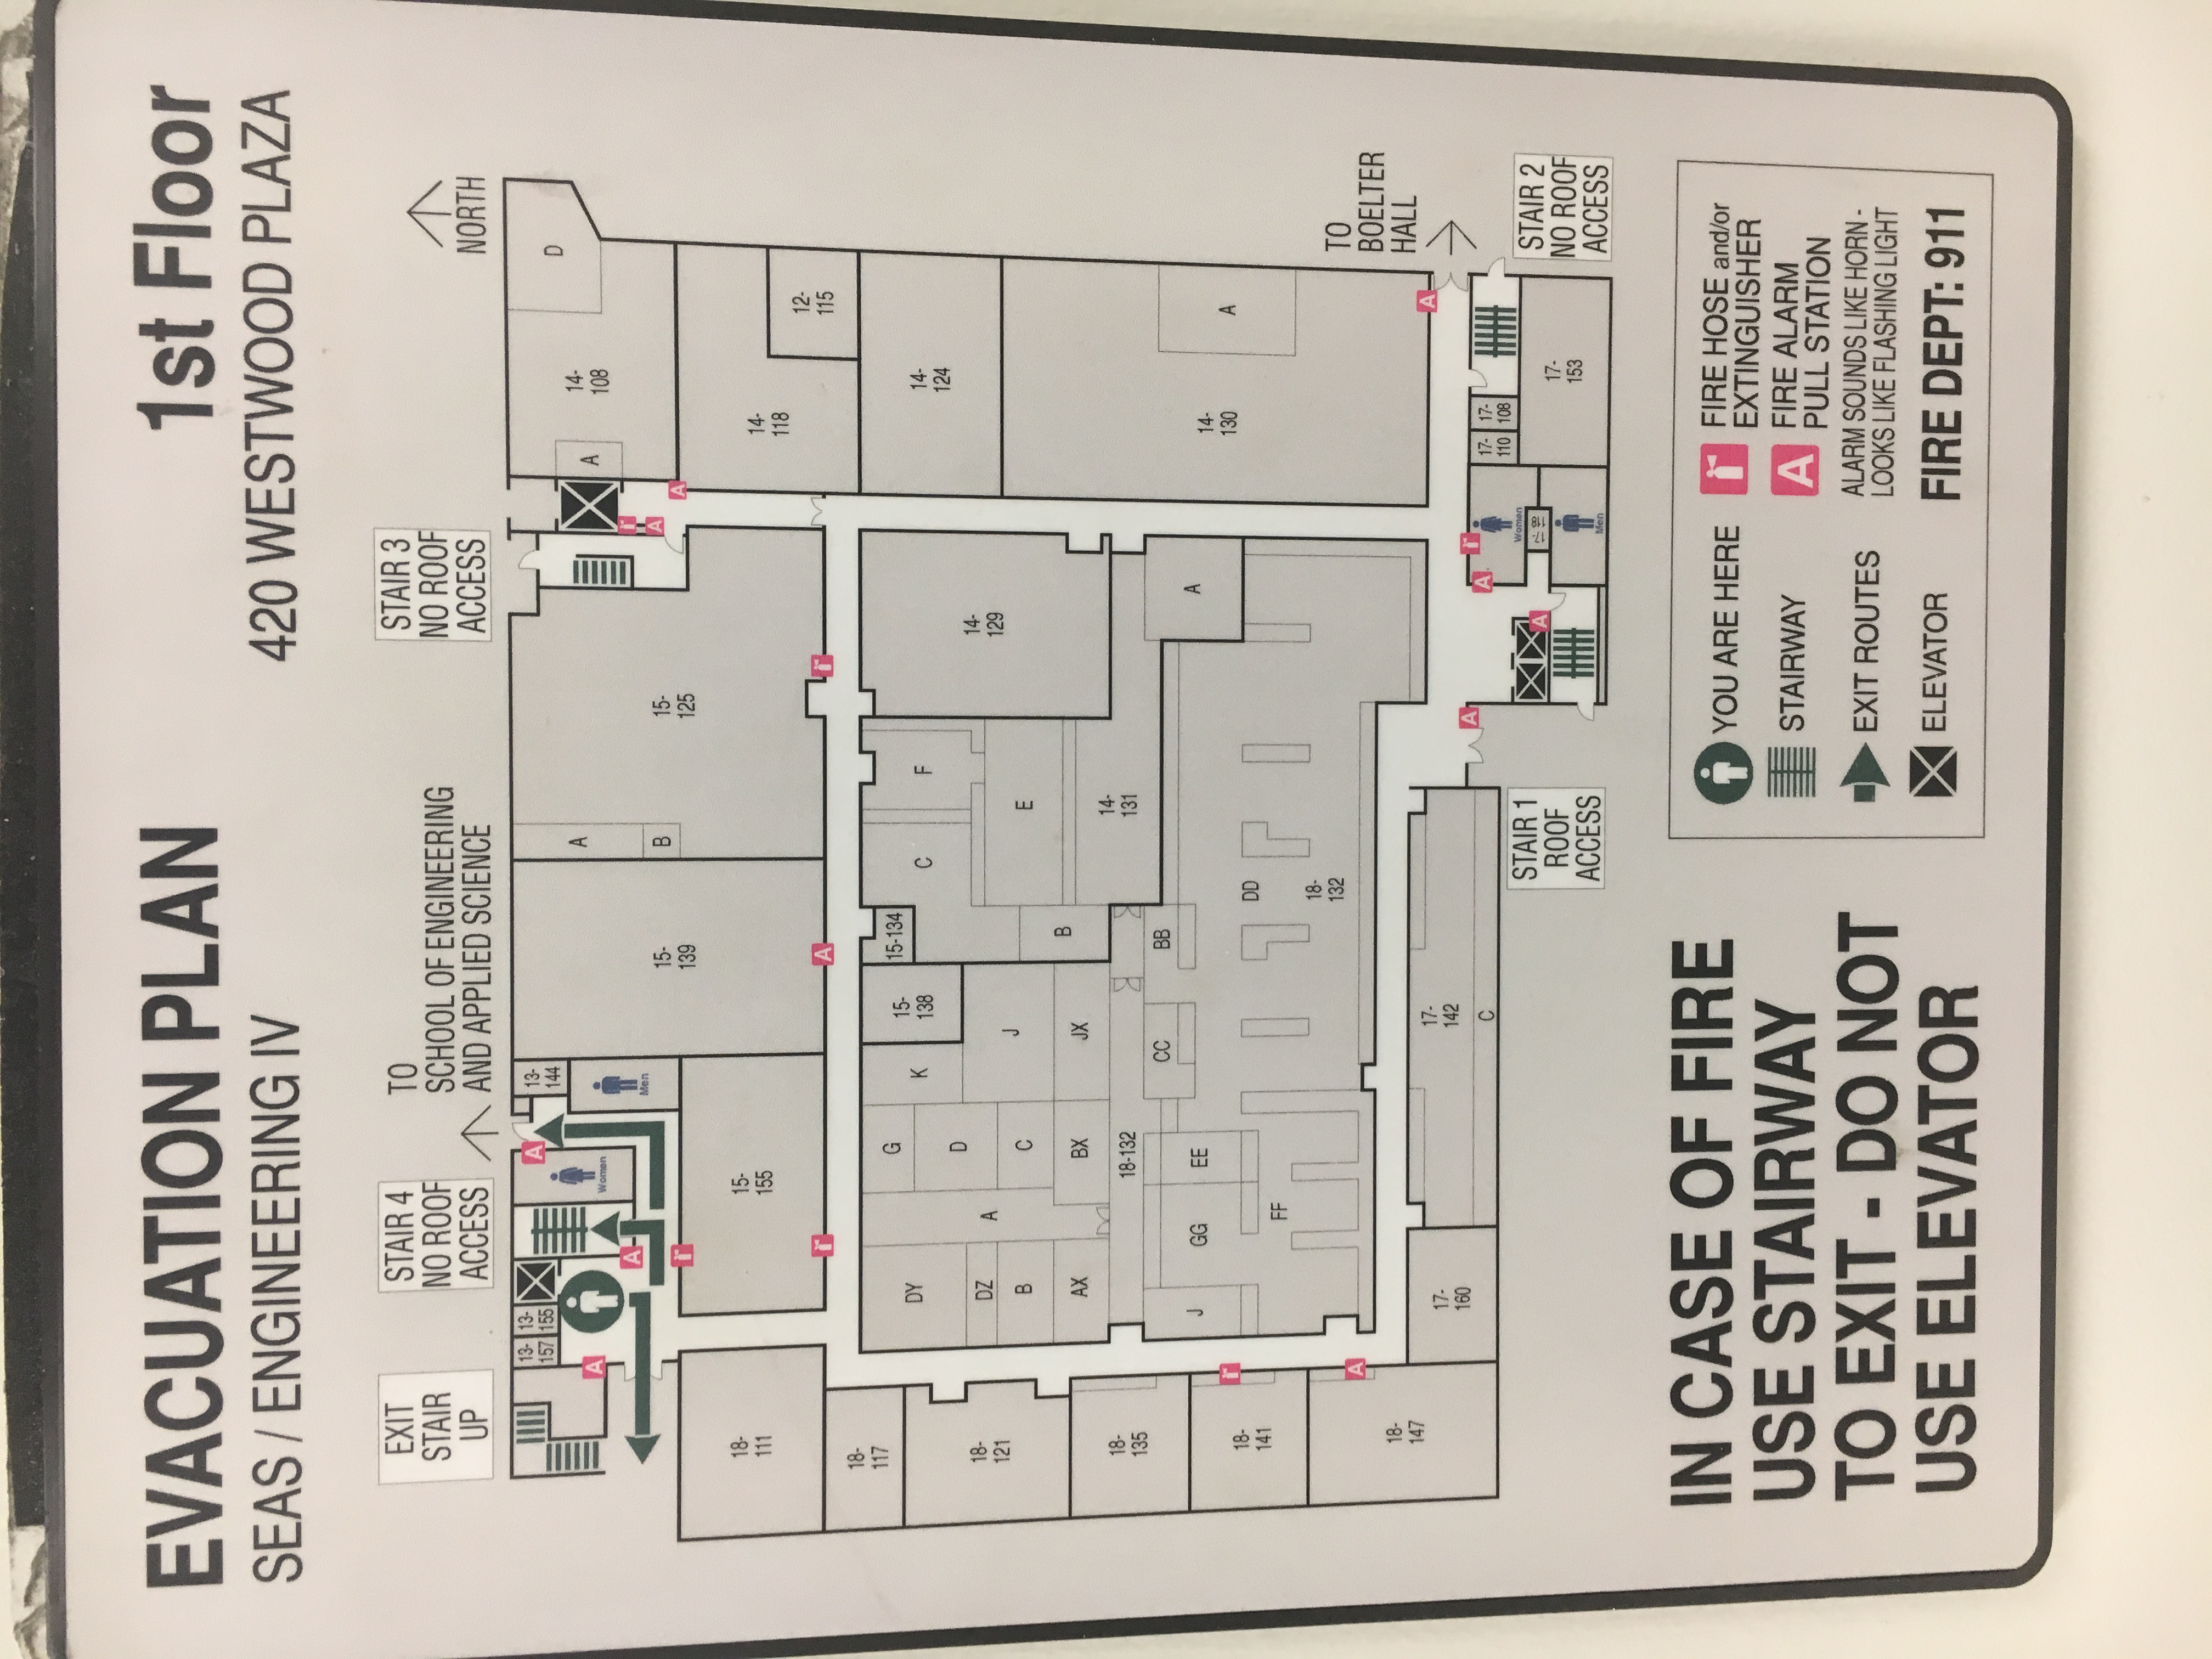 EVACUATION PLAN
SEAS / ENGINEERING IV
1st Floor
420 WESTWOOD PLAZA
EXIT
STAIR
UP
STAIR 4
NO ROOF
ACCESS
TO
SCHOOL OF ENGINEERING
AND APPLIED SCIENCE
STAIR 3
NO ROOF
ACCESS
NORTH
13-
157
13-
155
A
Women
13-
144
Men
A
A
15-
139
A
B
15-
125
A
A
A
14-
108
D
18-
111
15-
155
A
14-
118
12-
115
18-
117
DY
G
K
15-
138
15-134
C
F
14-
129
14-
124
18-
121
DZ
A
D
B
C
J
E
AX
BX
JX
B
18-
135
18-132
14-
131
J
GG
EE
CC
BB
A
14-
130
A
18-
141
FF
DD
18-
132
A
18-
147
17-
160
17-
142
C
TO
BOELTER
HALL
A
A
A
Women
17-
110
17-
108
A
17-
118
Men
17-
153
STAIR 1
ROOF
ACCESS
STAIR 2
NO ROOF
ACCESS
IN CASE OF FIRE
USE STAIRWAY
TO EXIT - DO NOT
USE ELEVATOR
YOU ARE HERE
STAIRWAY
EXIT ROUTES
ELEVATOR
FIRE HOSE and/or
EXTINGUISHER
A
FIRE ALARM
PULL STATION
ALARM SOUNDS LIKE HORN -
LOOKS LIKE FLASHING LIGHT
FIRE DEPT: 911